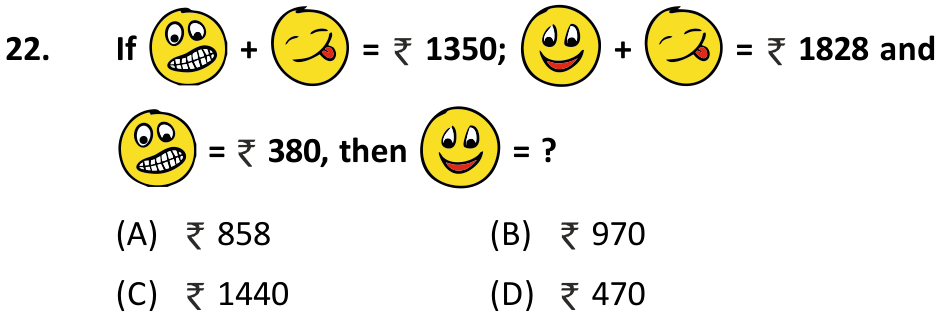 22. If + = ₹ 1350; + = ₹ 1828 and
= ₹ 380, then = ?
(A) ₹ 858 (B) ₹ 970
(C) ₹ 1440 (D) ₹ 470